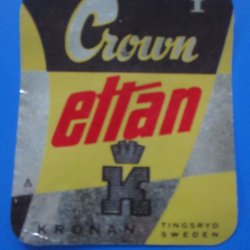 I
Crown
ettan
K
A
KRONAN TINGSRYD
SWEDEN